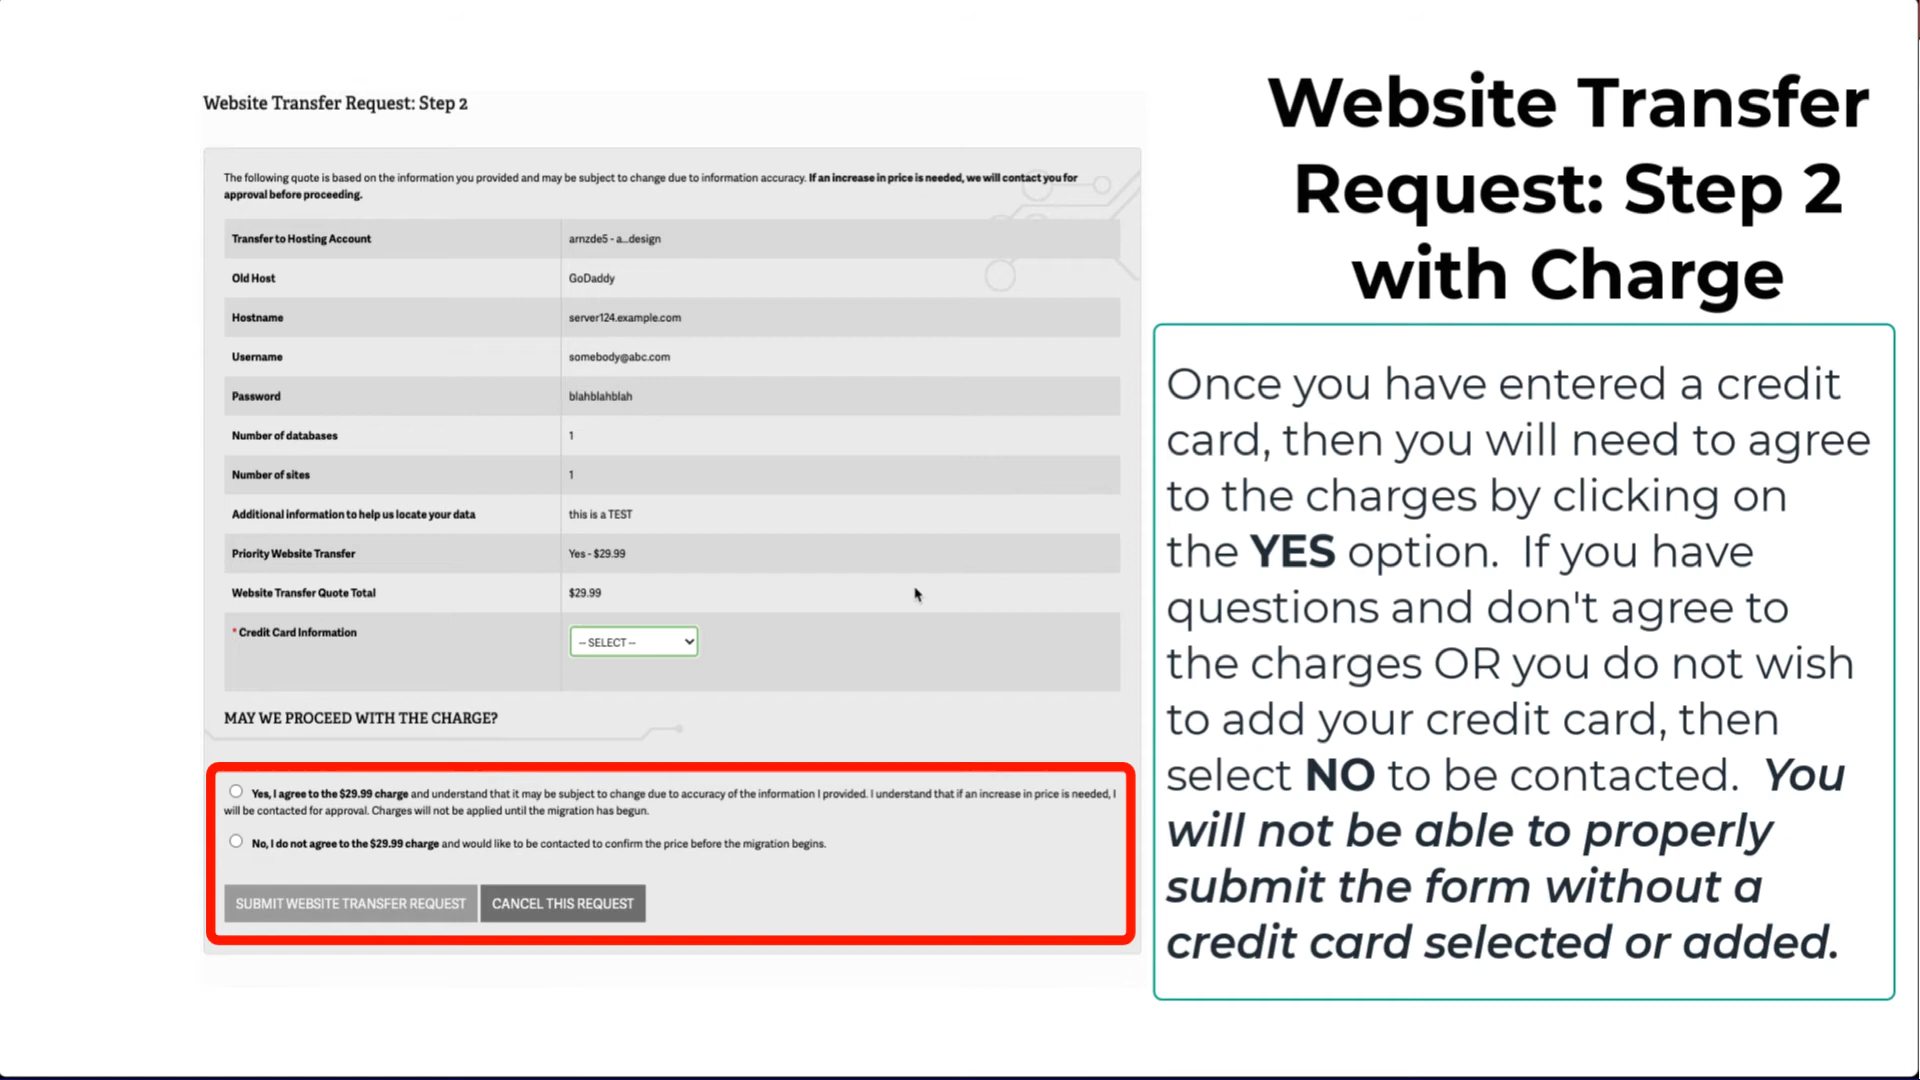 Website Transfer Request: Step 2
The following quote is based on the information you provided and may be subject to change due to information accuracy. If an increase in price is needed, we will contact you for
approval before proceeding.
Transfer to Hosting Account arnzde5 - a...design
Old Host GoDaddy
Hostname server124.example.com
Username somebody@abc.com
Password blahblahblah
Number of databases 1
Number of sites 1
Additional information to help us locate your data this is a TEST
Priority Website Transfer Yes - $29.99
Website Transfer Quote Total $29.99
* Credit Card Information -- SELECT --
MAY WE PROCEED WITH THE CHARGE?
Yes, I agree to the $29.99 charge and understand that it may be subject to change due to accuracy of the information I provided. I understand that if an increase in price is needed, I
will be contacted for approval. Charges will not be applied until the migration has begun.
No, I do not agree to the $29.99 charge and would like to be contacted to confirm the price before the migration begins.
SUBMIT WEBSITE TRANSFER REQUEST CANCEL THIS REQUEST
Website Transfer
Request: Step 2
with Charge
Once you have entered a credit
card, then you will need to agree
to the charges by clicking on
the YES option. If you have
questions and don't agree to
the charges OR you do not wish
to add your credit card, then
select NO to be contacted. You
will not be able to properly
submit the form without a
credit card selected or added.